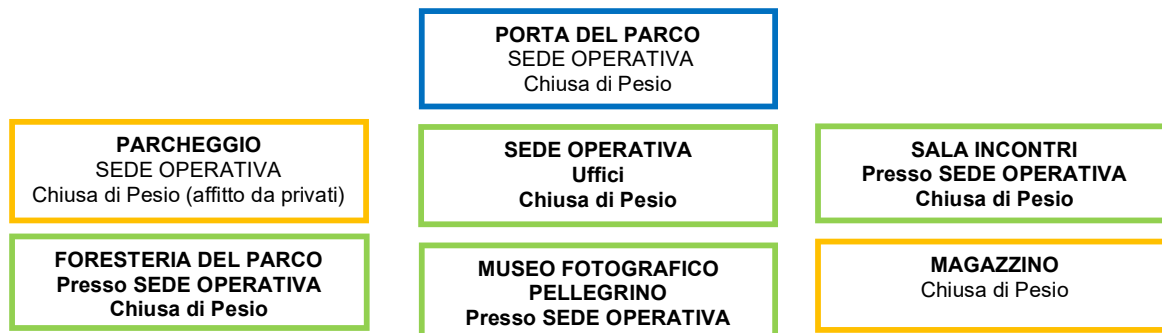 PORTA DEL PARCO
SEDE OPERATIVA
Chiusa di Pesio
PARCHEGGIO
SEDE OPERATIVA
Chiusa di Pesio (affitto da privati)
SEDE OPERATIVA
Uffici
Chiusa di Pesio
SALA INCONTRI
Presso SEDE OPERATIVA
Chiusa di Pesio
FORESTERIA DEL PARCO
Presso SEDE OPERATIVA
Chiusa di Pesio
MUSEO FOTOGRAFICO
PELLEGRINO
Presso SEDE OPERATIVA
MAGAZZINO
Chiusa di Pesio